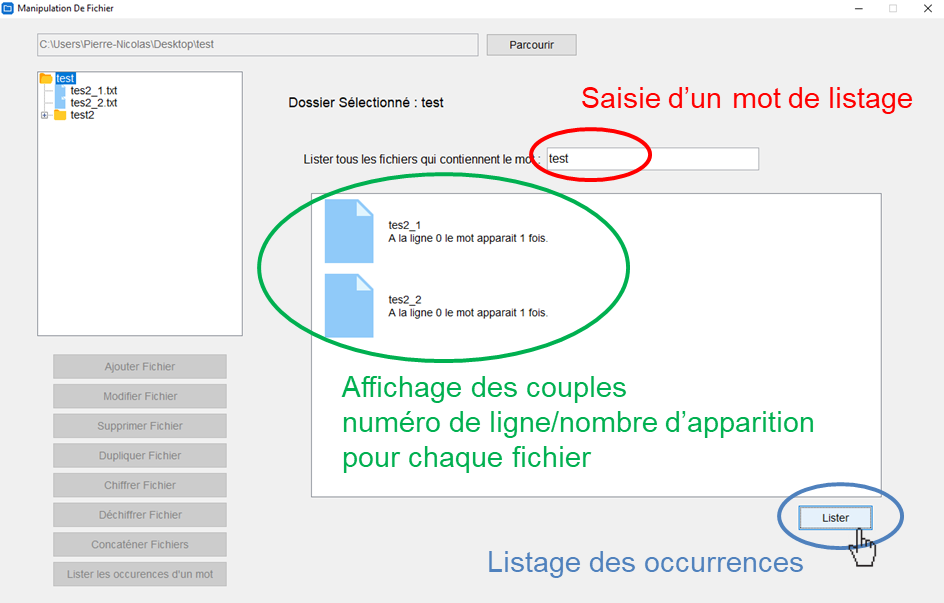 Manipulation De Fichier
C:\Users\Pierre-Nicolas\Desktop\test
Parcourir
test
tes2_1.txt
tes2_2.txt
test2
Dossier Sélectionné : test
Saisie d’un mot de listage
Lister tous les fichiers qui contiennent le mot : test
tes2_1
A la ligne 0 le mot apparait 1 fois.
tes2_2
A la ligne 0 le mot apparait 1 fois.
Affichage des couples
numéro de ligne/nombre d’apparition
pour chaque fichier
Ajouter Fichier
Modifier Fichier
Supprimer Fichier
Dupliquer Fichier
Chiffrer Fichier
Déchiffrer Fichier
Concaténer Fichiers
Lister les occurences d'un mot
Lister
Listage des occurrences